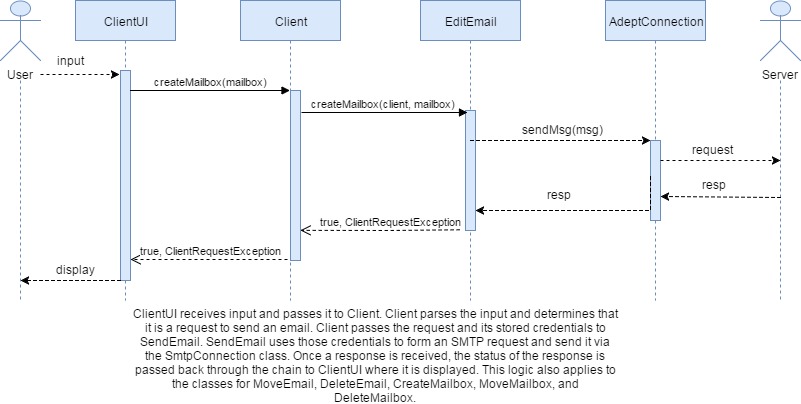 ClientUI
Client
EditEmail
AdeptConnection
User
Server
input
createMailbox(mailbox)
createMailbox(client, mailbox)
sendMsg(msg)
request
resp
resp
true, ClientRequestException
true, ClientRequestException
display
ClientUI receives input and passes it to Client. Client parses the input and determines that
it is a request to send an email. Client passes the request and its stored credentials to
SendEmail. SendEmail uses those credentials to form an SMTP request and send it via
the SmtpConnection class. Once a response is received, the status of the response is
passed back through the chain to ClientUI where it is displayed. This logic also applies to
to the classes for MoveEmail, DeleteEmail, CreateMailbox, MoveMailbox, and
DeleteMailbox.